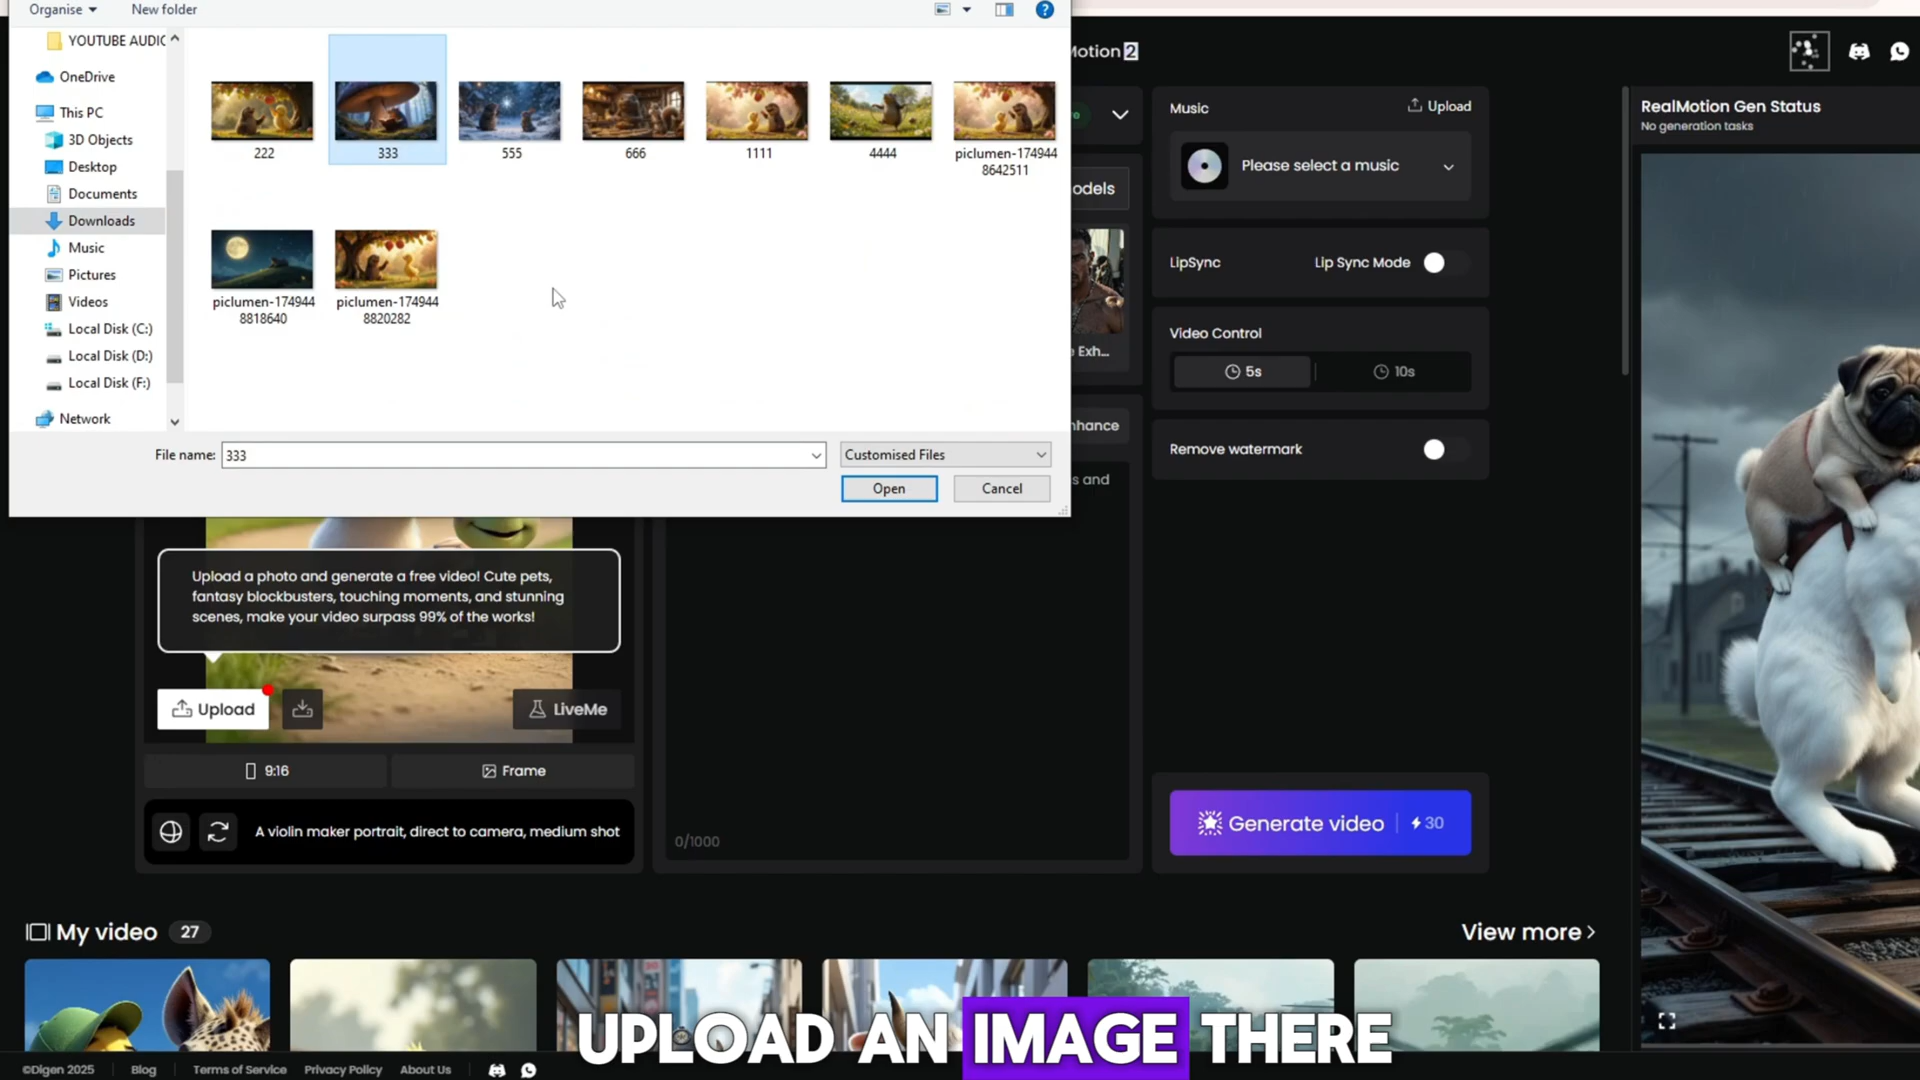 Organise
New folder
YOUTUBE AUDIO
OneDrive
This PC
3D Objects
Desktop
Documents
Downloads
Music
Pictures
Videos
Local Disk (C:)
Local Disk (D:)
Local Disk (F:)
Network
222
333
555
666
1111
4444
piclumen-174944
8642511
piclumen-174944
8818640
piclumen-174944
8820282
File name: 333
Customised Files
Open
Cancel
Motion 2
odels
Exh...
nhance
s and
Music
Upload
Please select a music
LipSync
Lip Sync Mode
Video Control
5s
10s
Remove watermark
RealMotion Gen Status
No generation tasks
Upload a photo and generate a free video! Cute pets,
fantasy blockbusters, touching moments, and stunning
scenes, make your video surpass 99% of the works!
Upload
LiveMe
9:16
Frame
A violin maker portrait, direct to camera, medium shot
0/1000
Generate video
30
My video 27
View more
UPLOAD AN IMAGE THERE
©Digen 2025
Blog
Terms of Service
Privacy Policy
About Us